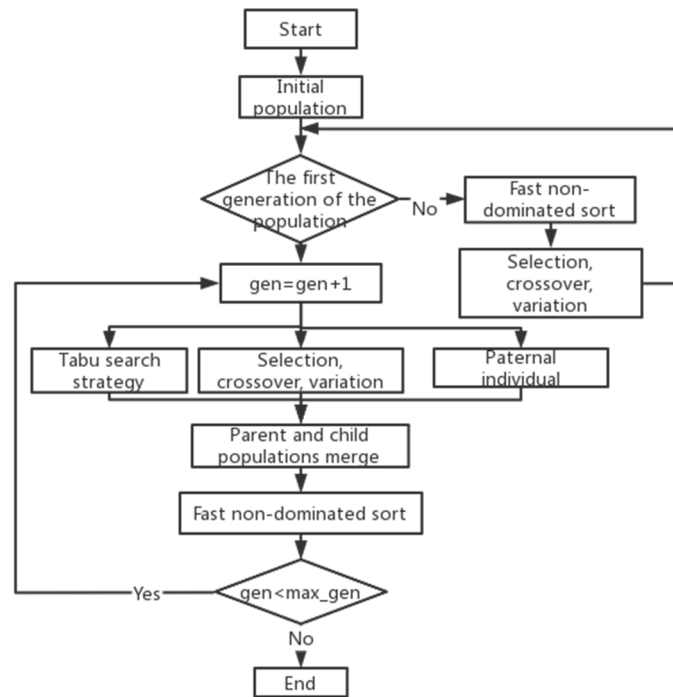 Start
Initial
population
The first
generation of the
population
No
Fast non-
dominated sort
Selection,
crossover,
variation
gen=gen+1
Tabu search
strategy
Selection,
crossover, variation
Paternal
individual
Parent and child
populations merge
Fast non-dominated sort
gen<max_gen
Yes
No
End